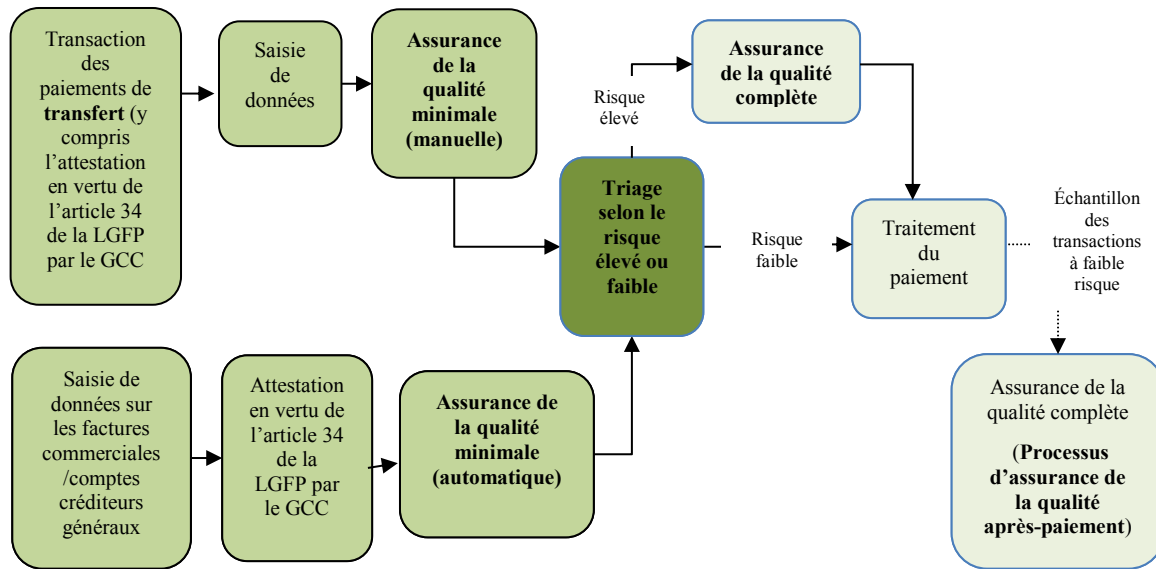 Transaction
des
paiements de
transfert (y
compris
l'attestation
en vertu de
l'article 34
de la LGFP
par le GCC
Saisie
de
données
Assurance
de la
qualité
minimale
(manuelle)
Risque
élevé
Assurance
de la qualité
complète
Triage
selon le
risque
élevé ou
faible
Risque
faible
Traitement
du
paiement
Échantillon
des
transactions
à faible
risque
Saisie de
données sur
les factures
commerciales
/comptes
créditeurs
généraux
Attestation
en vertu de
l'article 34
de la
LGFP par
le GCC
Assurance de
la qualité
minimale
(automatique)
Assurance de la
qualité complète
(Processus
d'assurance de
la qualité
après-paiement)